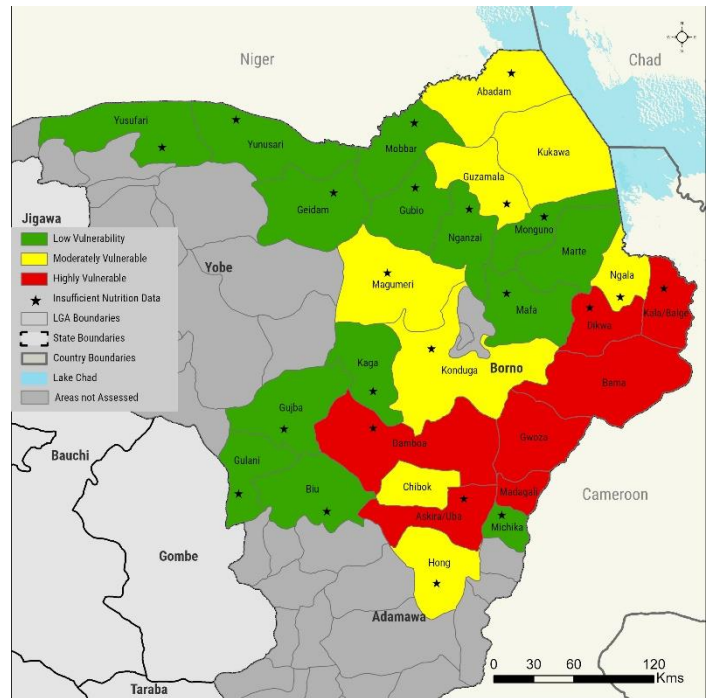 Niger
Chad
Abadam
Yusufari
Yunusari
Mobbar
Kukawa
Guzamala
Geidam
Gubio
Nganzai
Monguno
Marte
Jigawa
Low Vulnerability
Moderately Vulnerable
Highly Vulnerable
Insufficient Nutrition Data
LGA Boundaries
State Boundaries
Country Boundaries
Lake Chad
Areas not Assessed
Yobe
Magumeri
Mafa
Ngala
Kala/Balge
Dikwa
Kaga
Konduga
Borno
Bama
Gujba
Damboa
Gwoza
Bauchi
Gulani
Biu
Chibok
Madagali
Askira/Uba
Michika
Cameroon
Gombe
Hong
Adamawa
Taraba
0 30 60 120
Kms